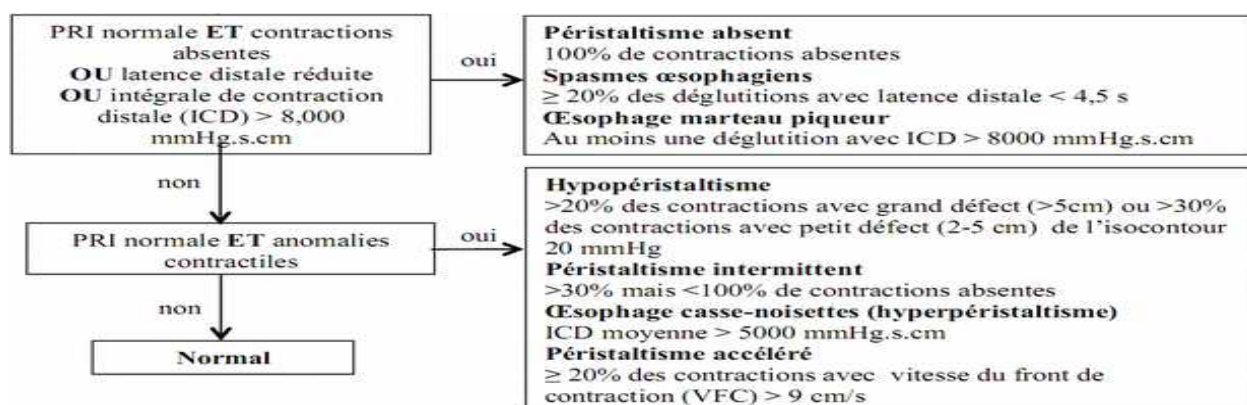 PRI normale ET contractions
absentes
OU latence distale réduite
OU intégrale de contraction
distale (ICD) > 8,000
mmHg.s.cm
oui
Péristaltisme absent
100% de contractions absentes
Spasmes œsophagiens
≥ 20% des déglutitions avec latence distale < 4,5 s
Œsophage marteau piqueur
Au moins une déglutition avec ICD > 8000 mmHg.s.cm
non
PRI normale ET anomalies
contractiles
oui
Hypopéristaltisme
>20% des contractions avec grand défect (>5cm) ou >30%
des contractions avec petit défect (2-5 cm) de l’isocontour
20 mmHg
Péristaltisme intermittent
>30% mais <100% de contractions absentes
Œsophage casse-noisettes (hyperpéristaltisme)
ICD moyenne > 5000 mmHg.s.cm
Péristaltisme accéléré
≥ 20% des contractions avec vitesse du front de
contraction (VFC) > 9 cm/s
non
Normal